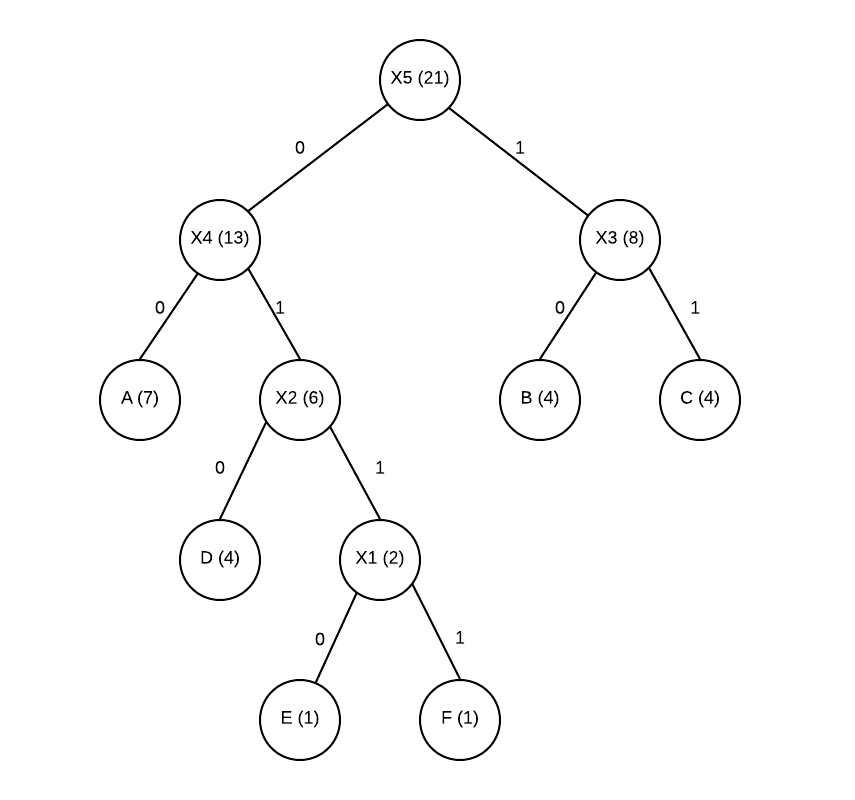 X5 (21)
0
1
X4 (13)
X3 (8)
0
1
0
1
A (7)
X2 (6)
B (4)
C (4)
0
1
D (4)
X1 (2)
0
1
E (1)
F (1)